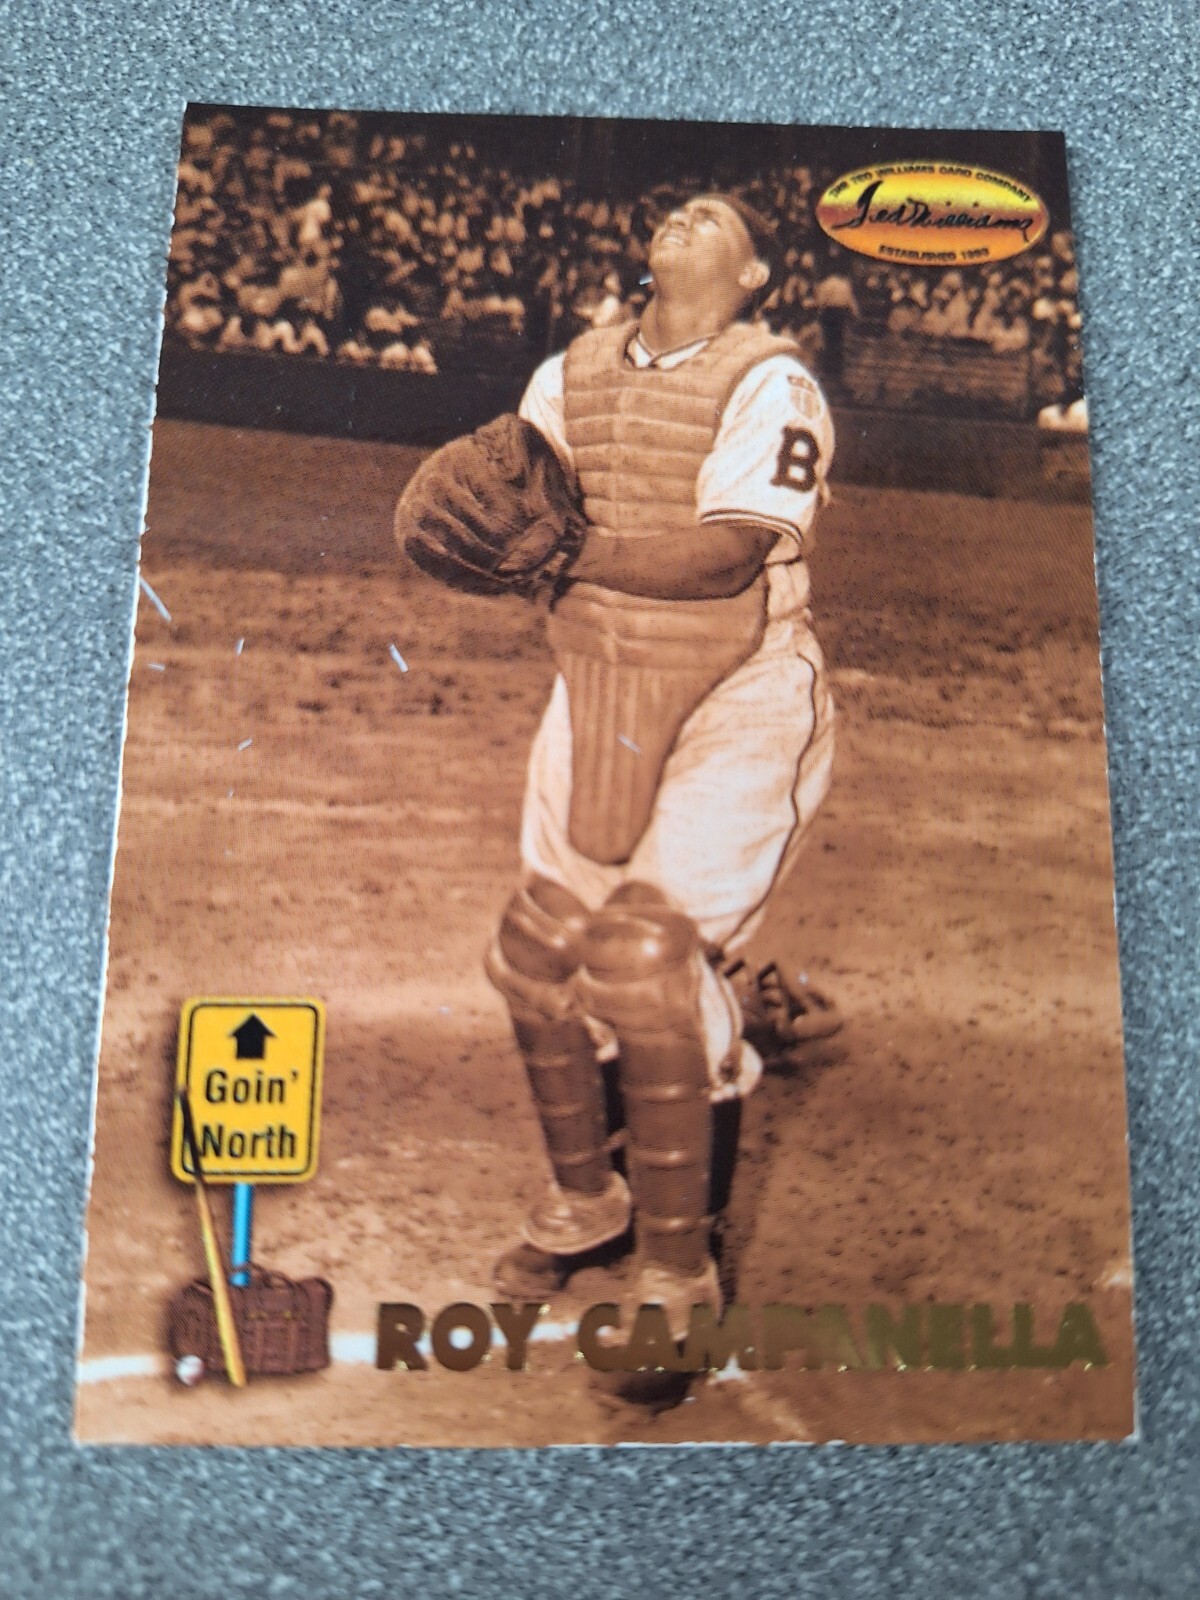 THE TED WILLIAMS CARD COMPANY
Ted Williams
ESTABLISHED 1993
B
Goin'
North
ROY CAMPANELLA